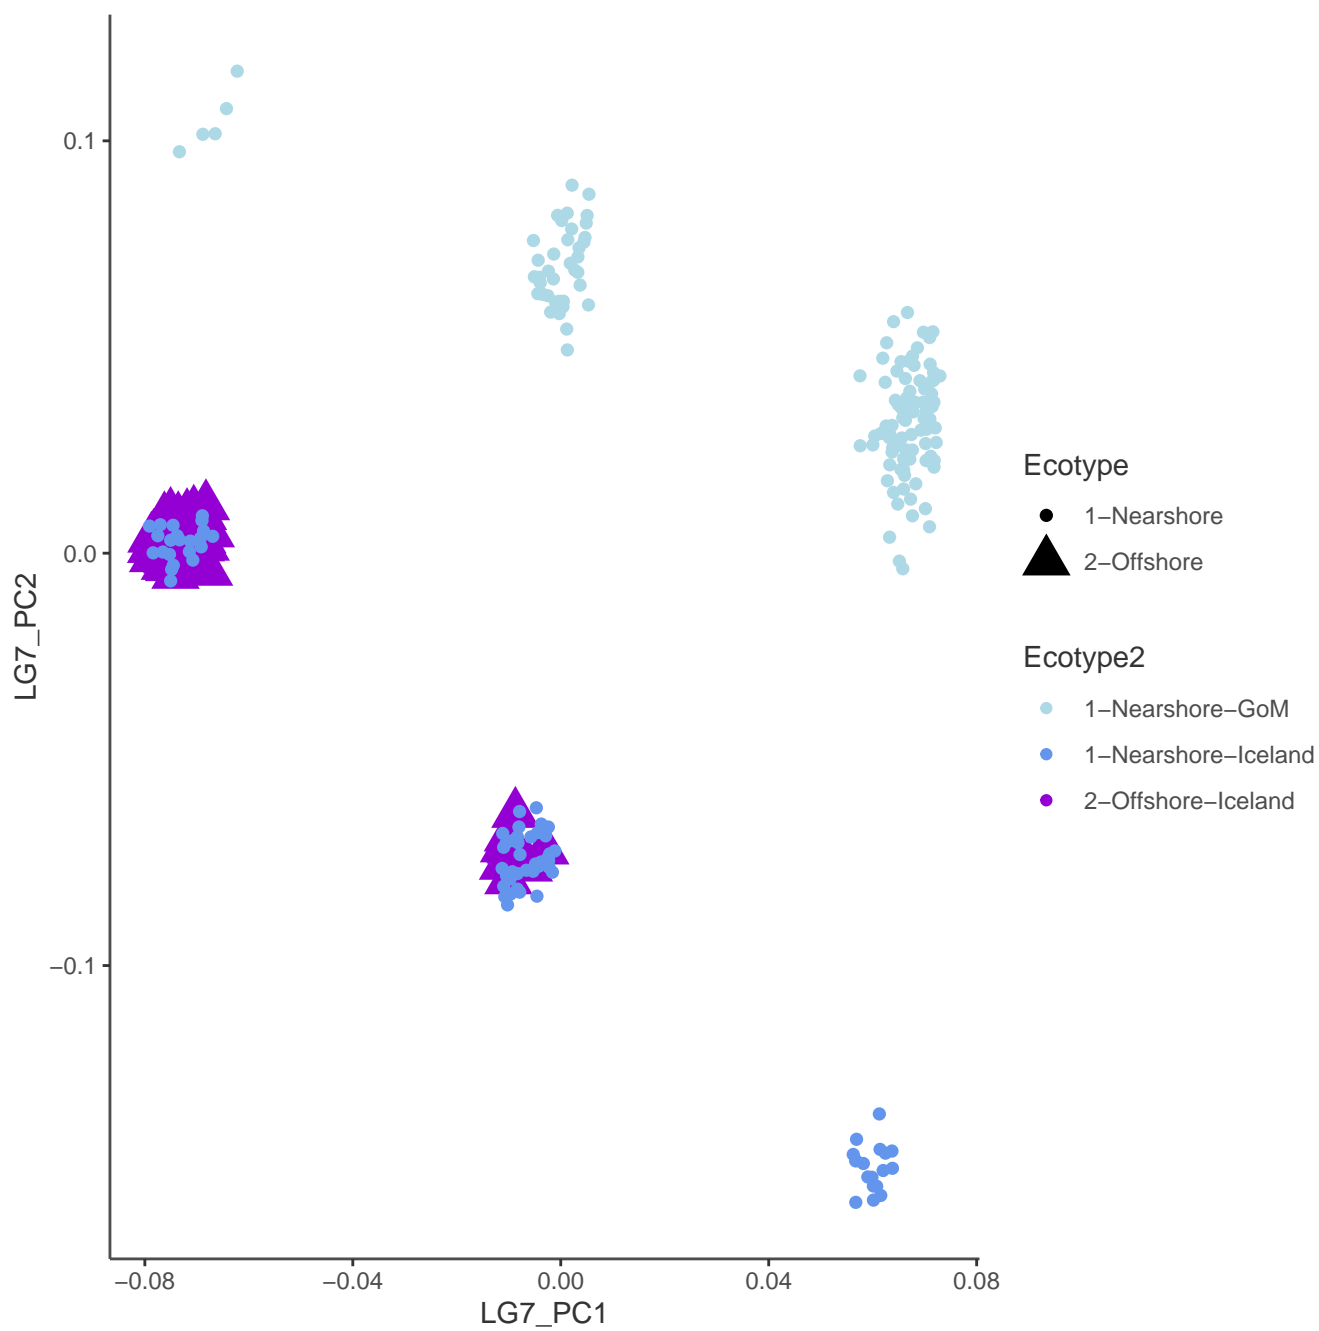 0.1
0.0
−0.1
LG7_PC2
−0.08
−0.04
0.00
0.04
0.08
LG7_PC1
Ecotype
1−Nearshore
2−Offshore
Ecotype2
1−Nearshore−GoM
1−Nearshore−Iceland
2−Offshore−Iceland